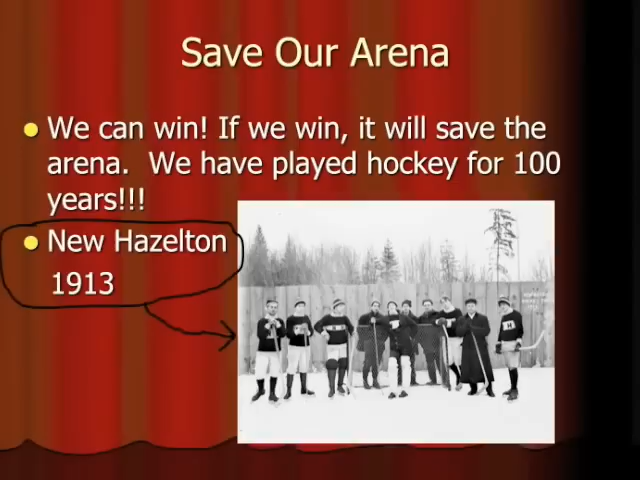 Save Our Arena
We can win! If we win, it will save the
arena.  We have played hockey for 100
years!!!
New Hazelton
1913
H